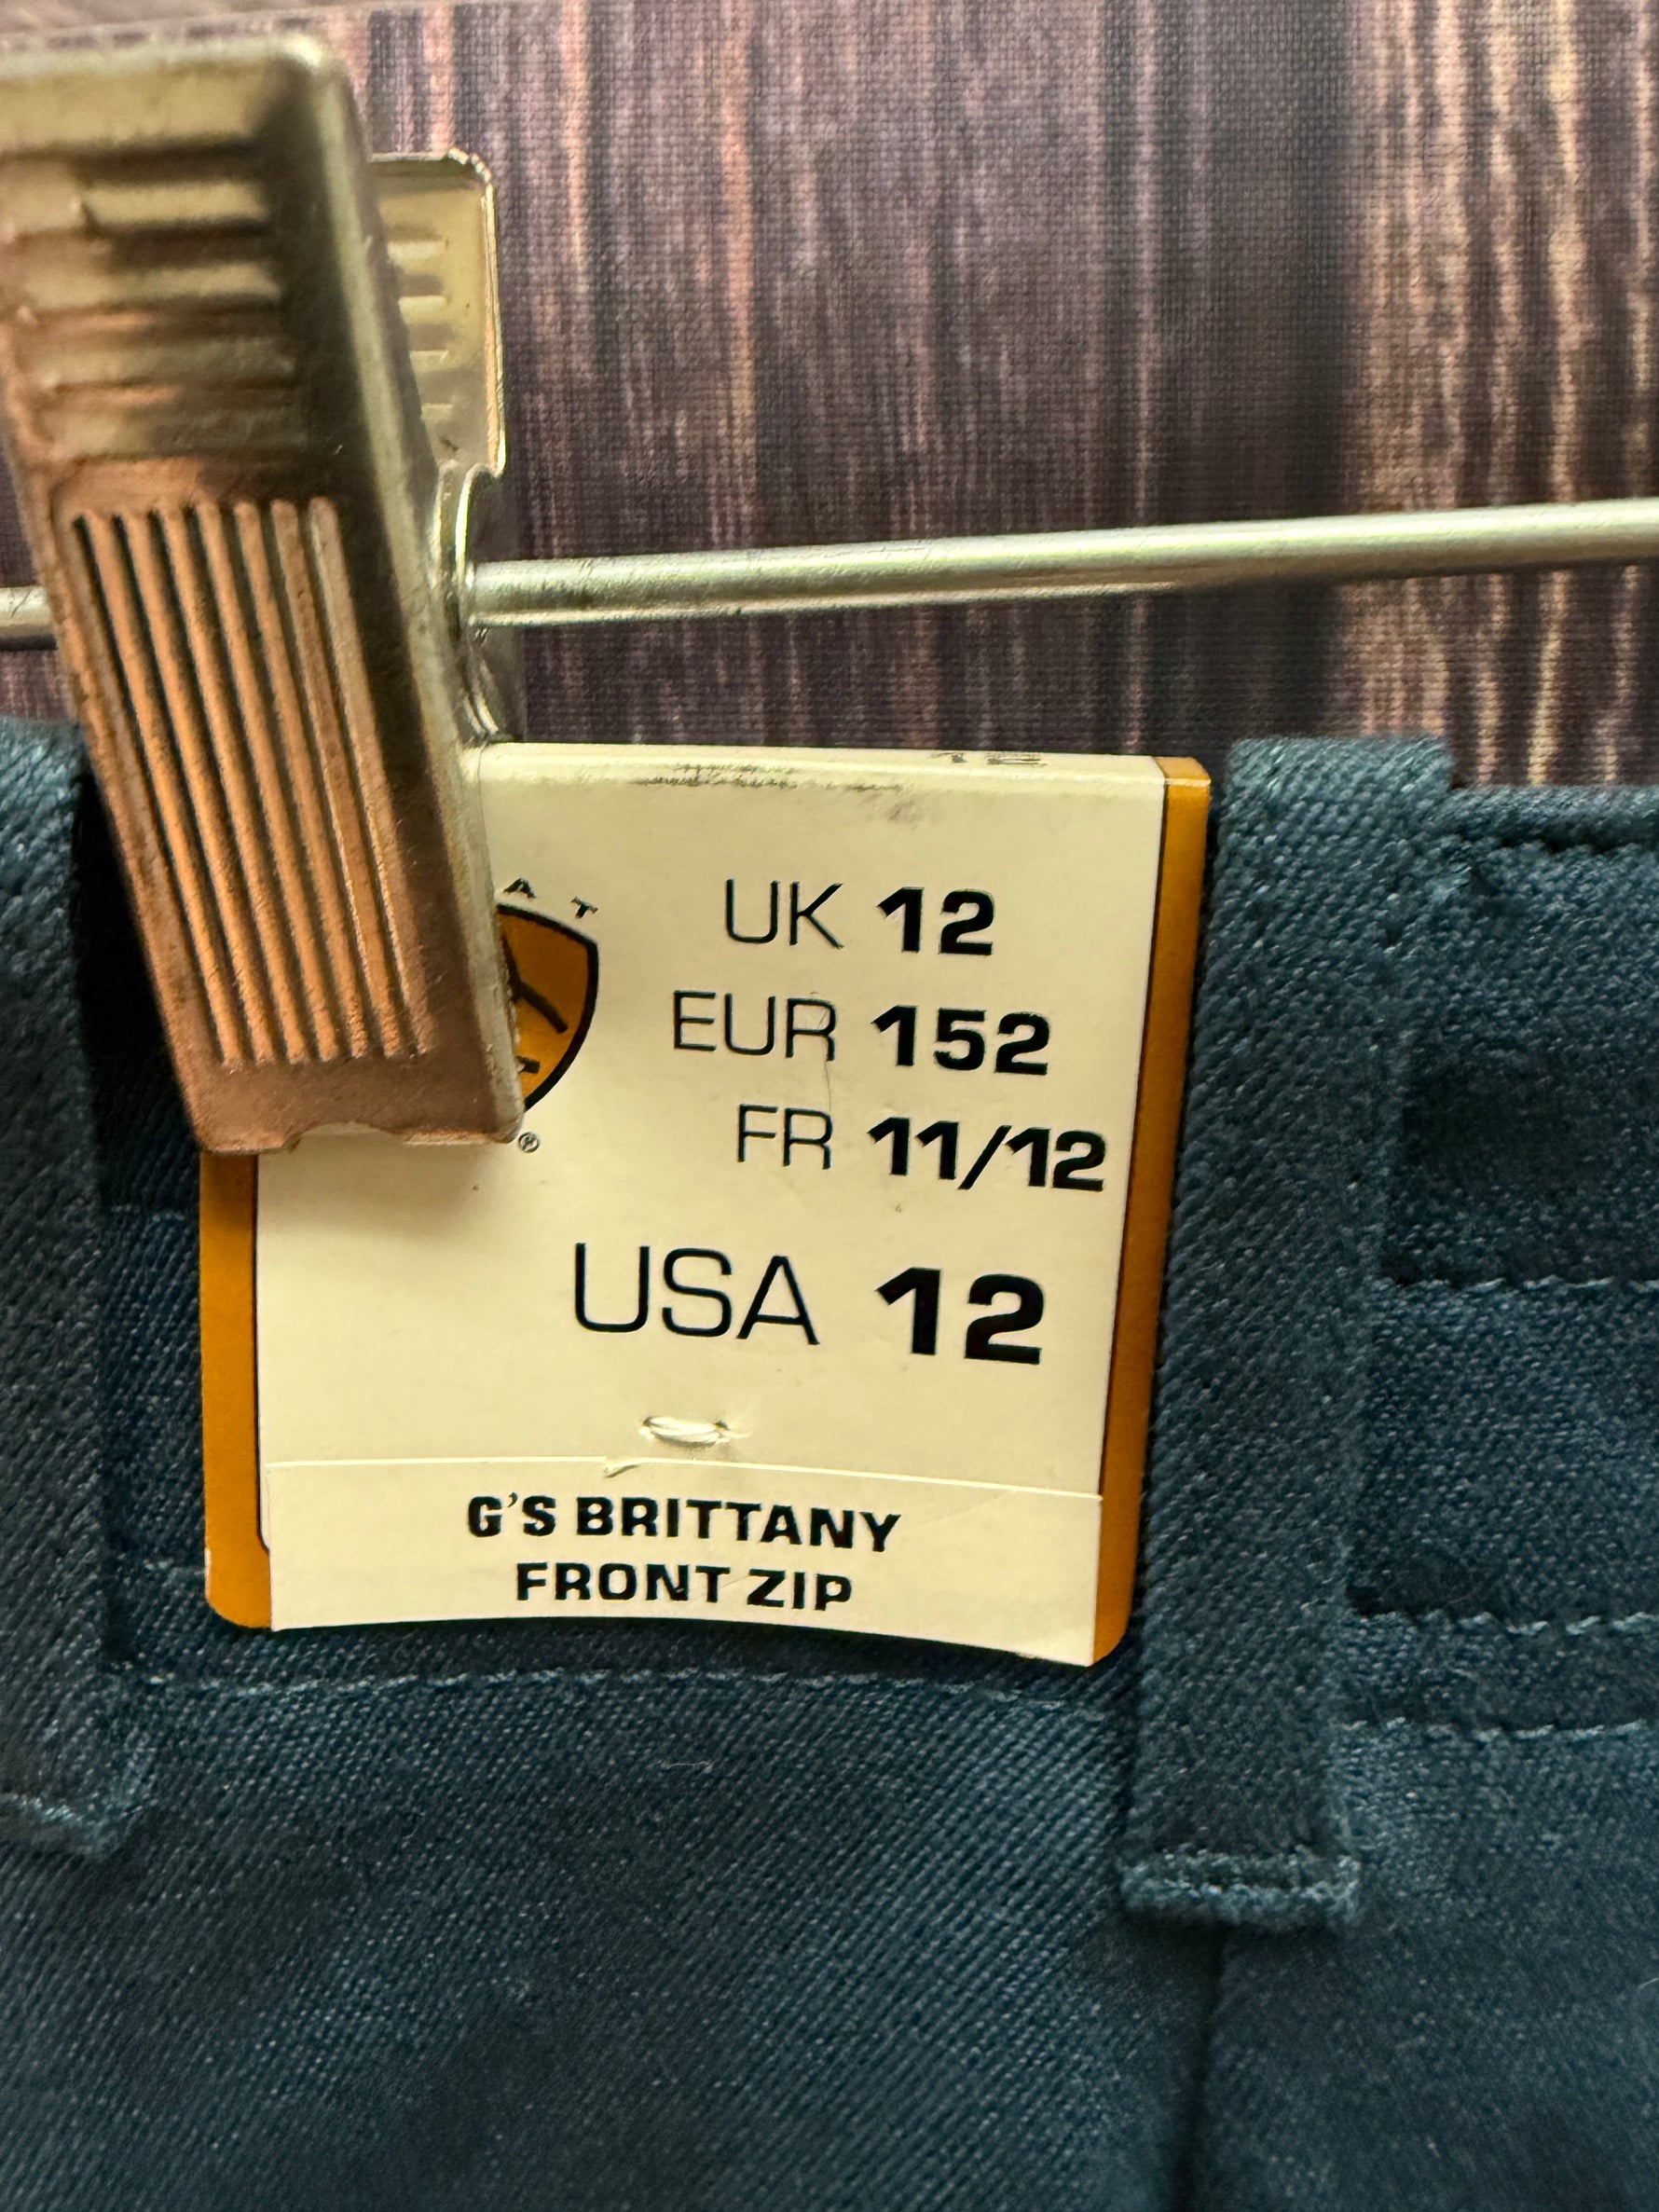 UK 12
EUR 152
FR 11/12
USA 12
G'S BRITTANY
FRONT ZIP